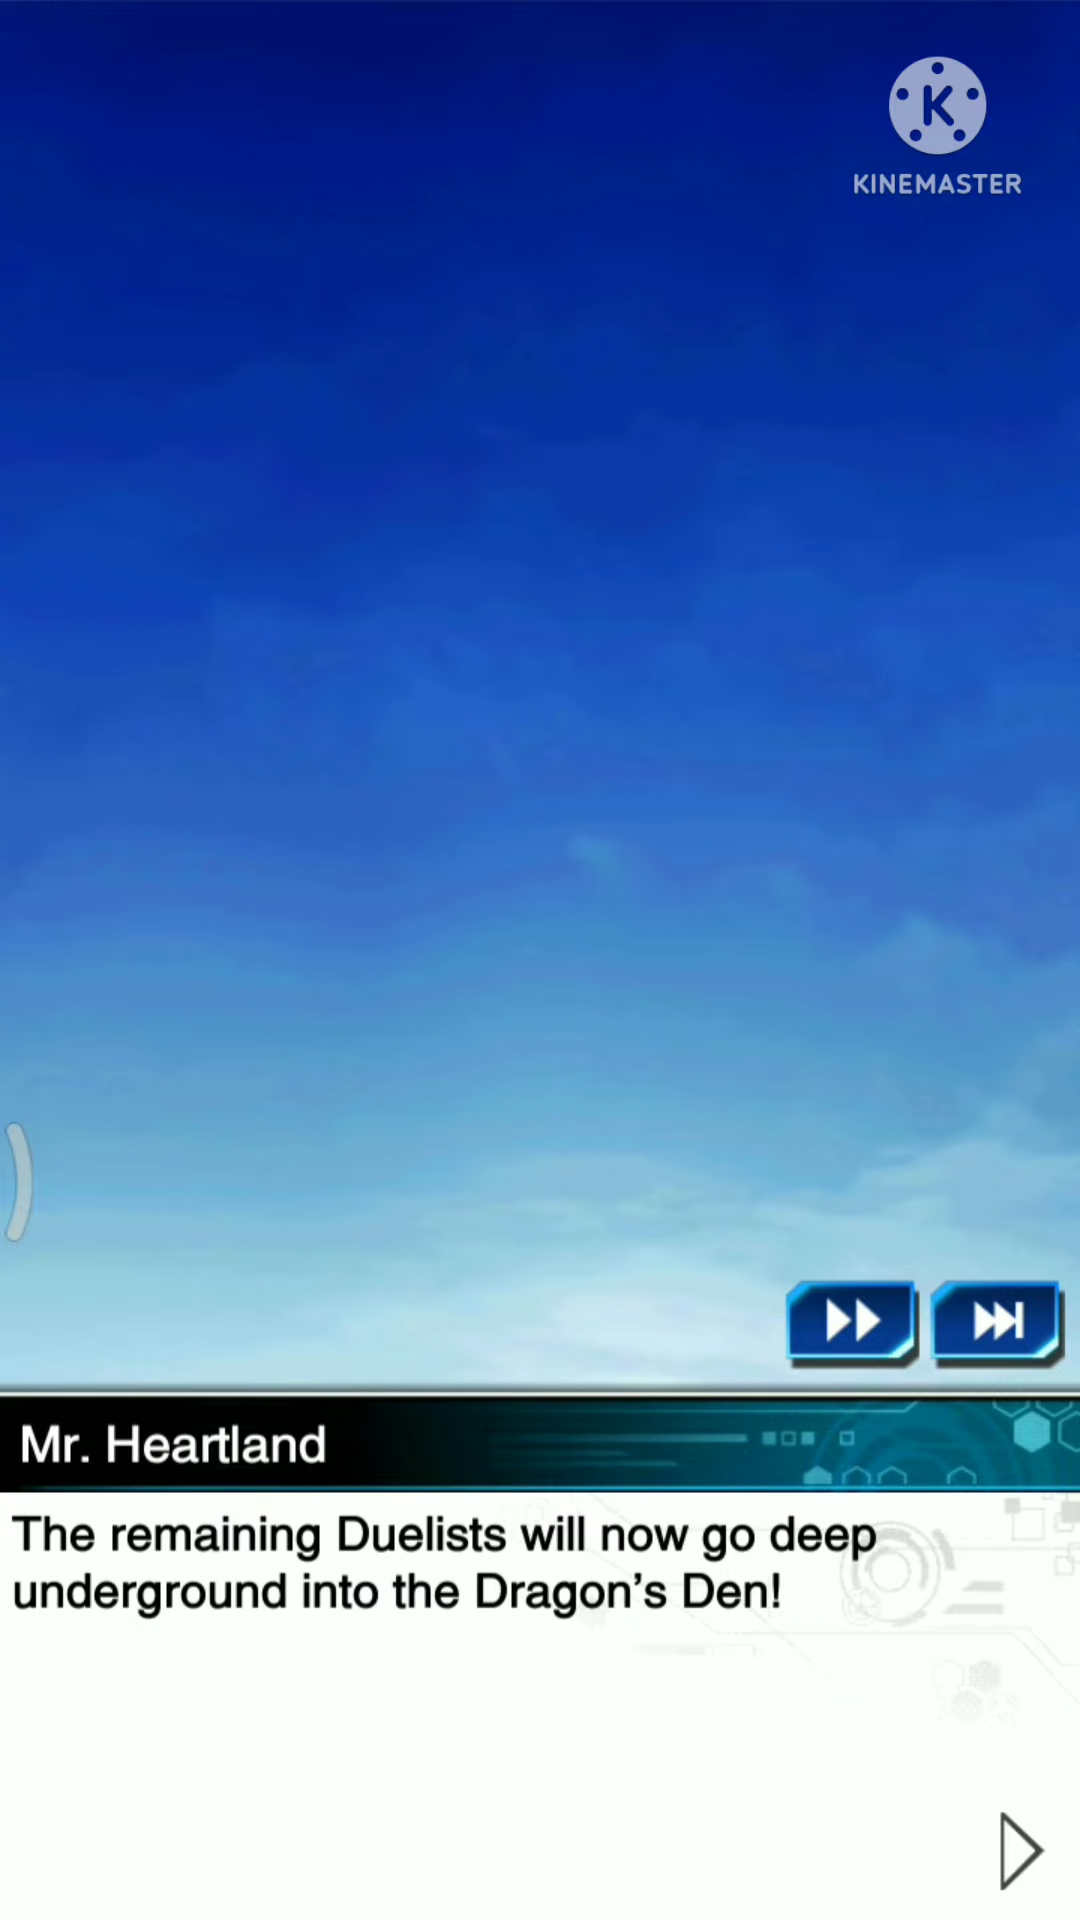 K
KINEMASTER
Mr. Heartland
The remaining Duelists will now go deep
underground into the Dragon’s Den!